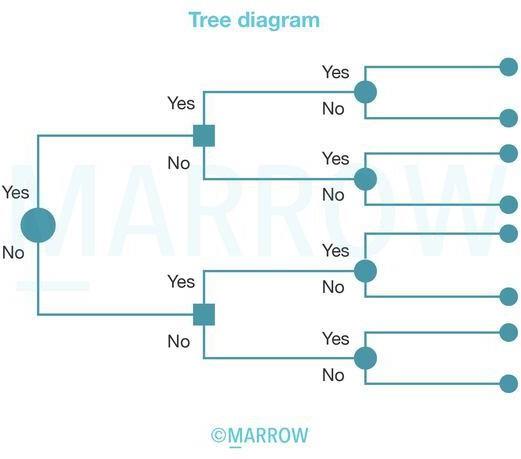 Tree diagram
Yes
No
Yes
No
Yes
No
Yes
No
Yes
No
Yes
No
Yes
No
MARROW
©MARROW